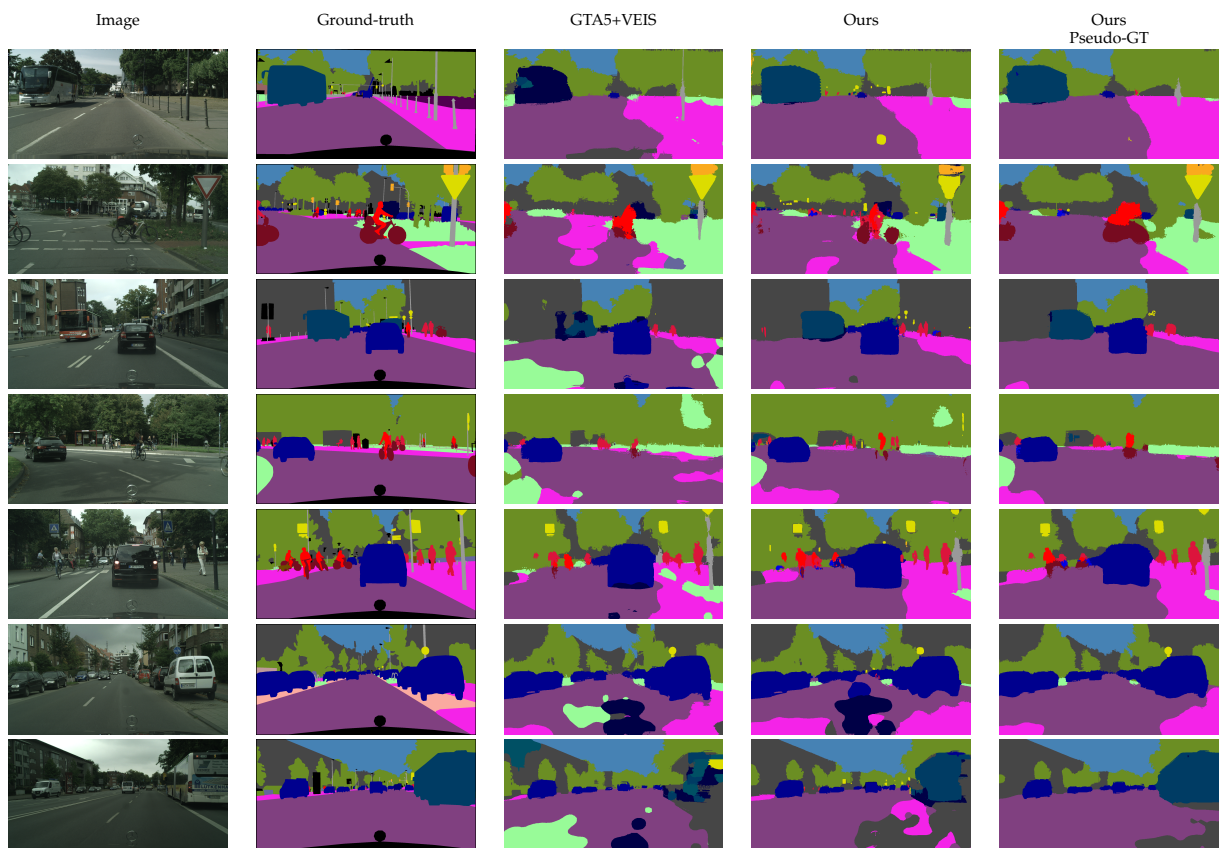 Image
Ground-truth
GTA5+VEIS
Ours
Ours
Pseudo-GT